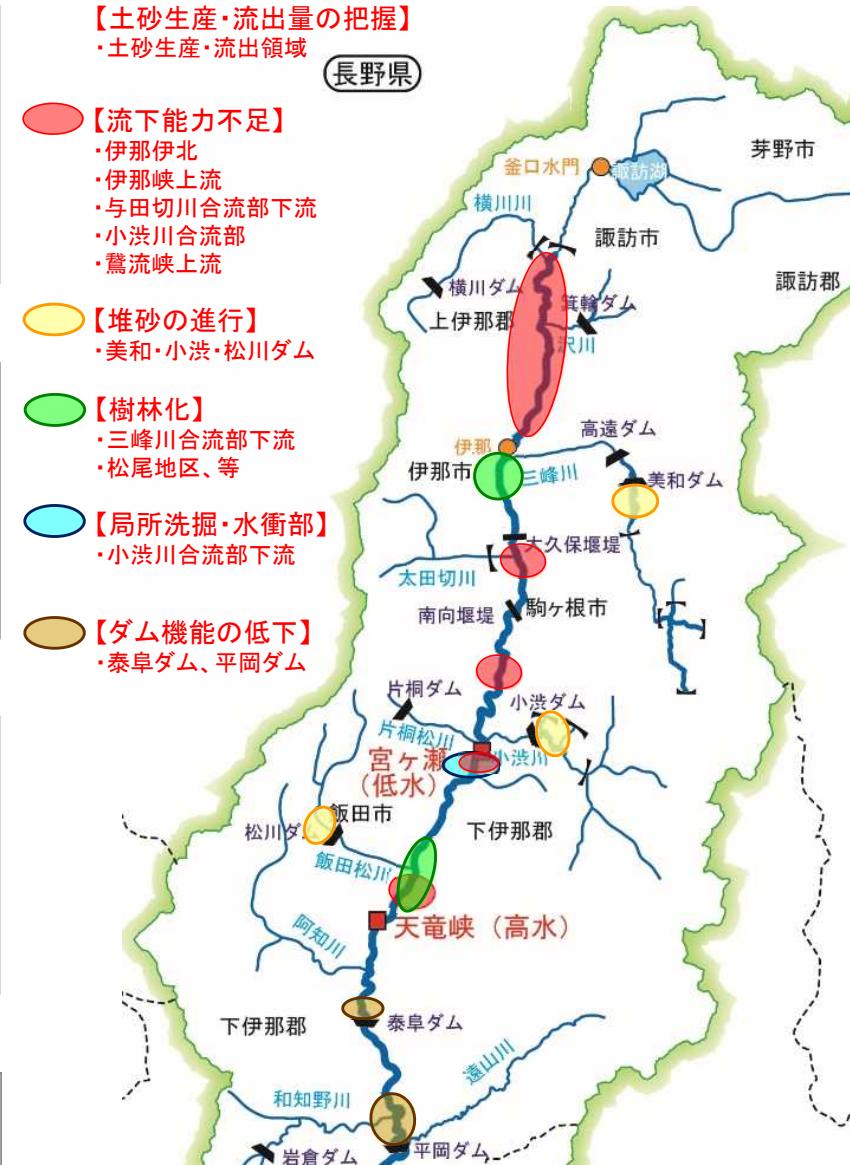 【土砂生産・流出量の把握】
・土砂生産・流出領域
【流下能力不足】
・伊那伊北
・伊那峡上流
・与田切川合流部下流
・小渋川合流部
・鵞流峡上流
【堆砂の進行】
・美和・小渋・松川ダム
【樹林化】
・三峰川合流部下流
・松尾地区、等
【局所洗掘・水衝部】
・小渋川合流部下流
【ダム機能の低下】
・泰阜ダム、平岡ダム
長野県
芽野市
釜口水門
諏訪湖
横川川
諏訪市
諏訪郡
横川ダム
箕輪ダム
上伊那郡
沢川
高遠ダム
伊那
伊那市
三峰川
美和ダム
大久保堰堤
太田切川
南向堰堤
駒ヶ根市
片桐ダム
小渋ダム
片桐松川
小渋川
宮ヶ瀬
（低水）
飯田市
松川ダム
下伊那郡
飯田松川
天竜峡（高水）
阿知川
下伊那郡
泰阜ダム
遠山川
和知野川
岩倉ダム
平岡ダム